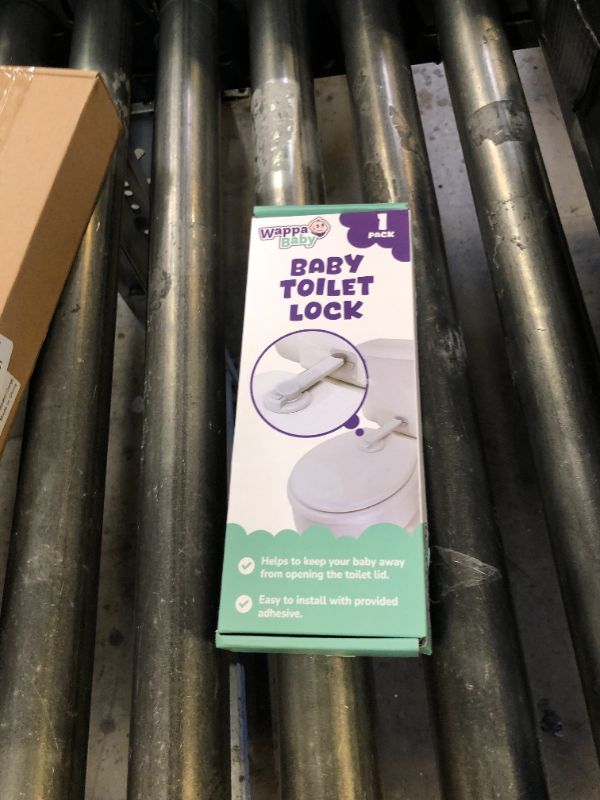 Wappa
Baby
1
PACK
BABY
TOILET
LOCK
Helps to keep your baby away
from opening the toilet lid.
Easy to install with provided
adhesive.